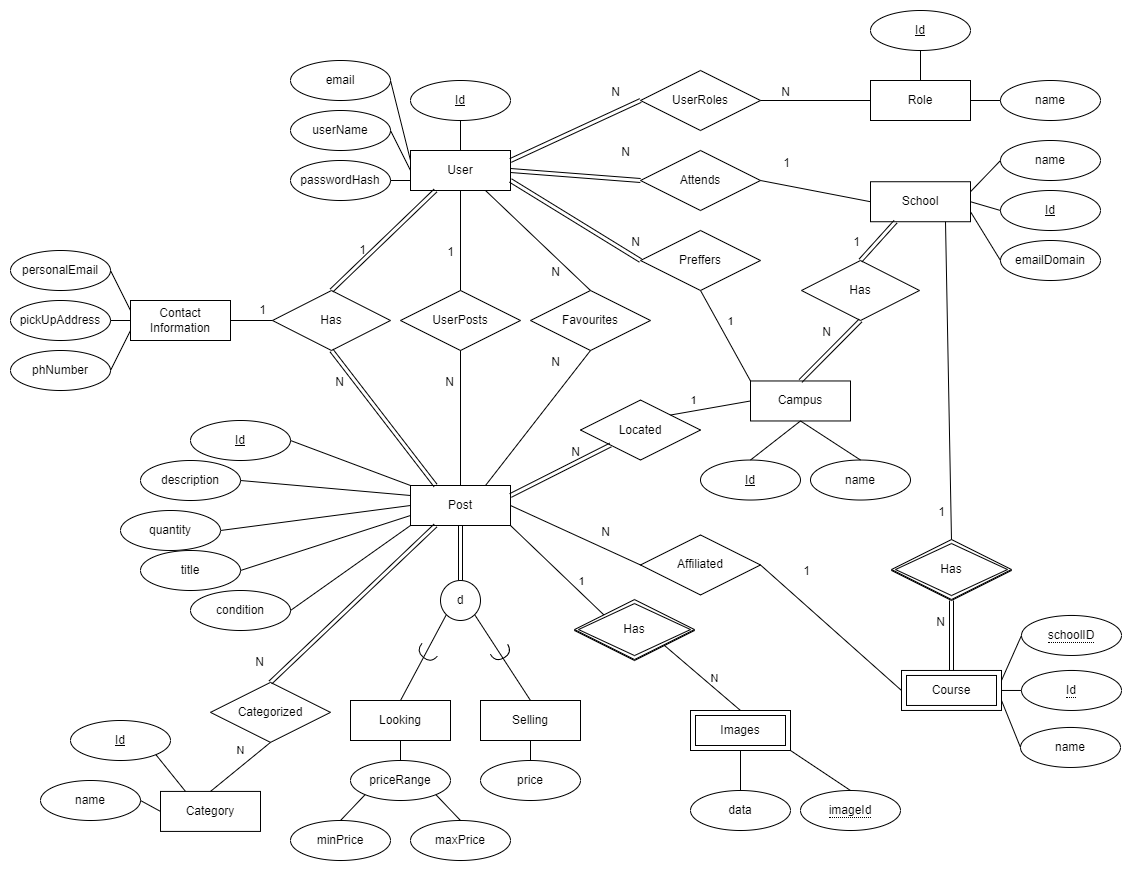 Id
email
Id
N
UserRoles
N
Role
name
userName
User
passwordHash
N
Attends
1
name
School
Id
emailDomain
N
Preffers
1
1
1
N
1
Has
N
personalEmail
pickUpAddress
phNumber
Contact
Information
1
Has
UserPosts
Favourites
N
N
N
1
Campus
Located
1
N
Id
name
Id
description
quantity
title
condition
Post
N
Affiliated
1
1
Has
N
d
1
Has
N
schoolID
Course
Id
name
N
Categorized
N
Looking
Selling
Images
Id
name
Category
priceRange
price
minPrice
maxPrice
data
imageId